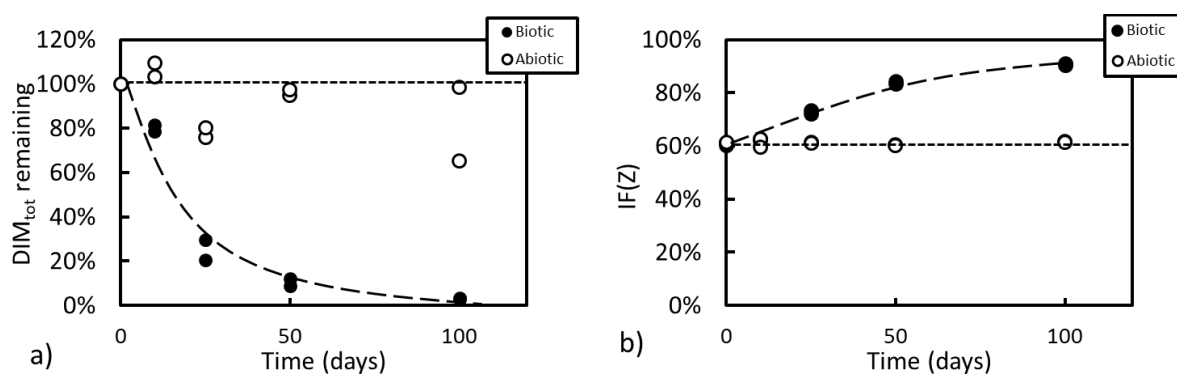 120%
100%
80%
60%
40%
20%
0%
DIMtot remaining
0
50
100
Time (days)
a)
Biotic
Abiotic
100%
80%
60%
40%
20%
0%
IF(Z)
0
50
100
Time (days)
b)
Biotic
Abiotic